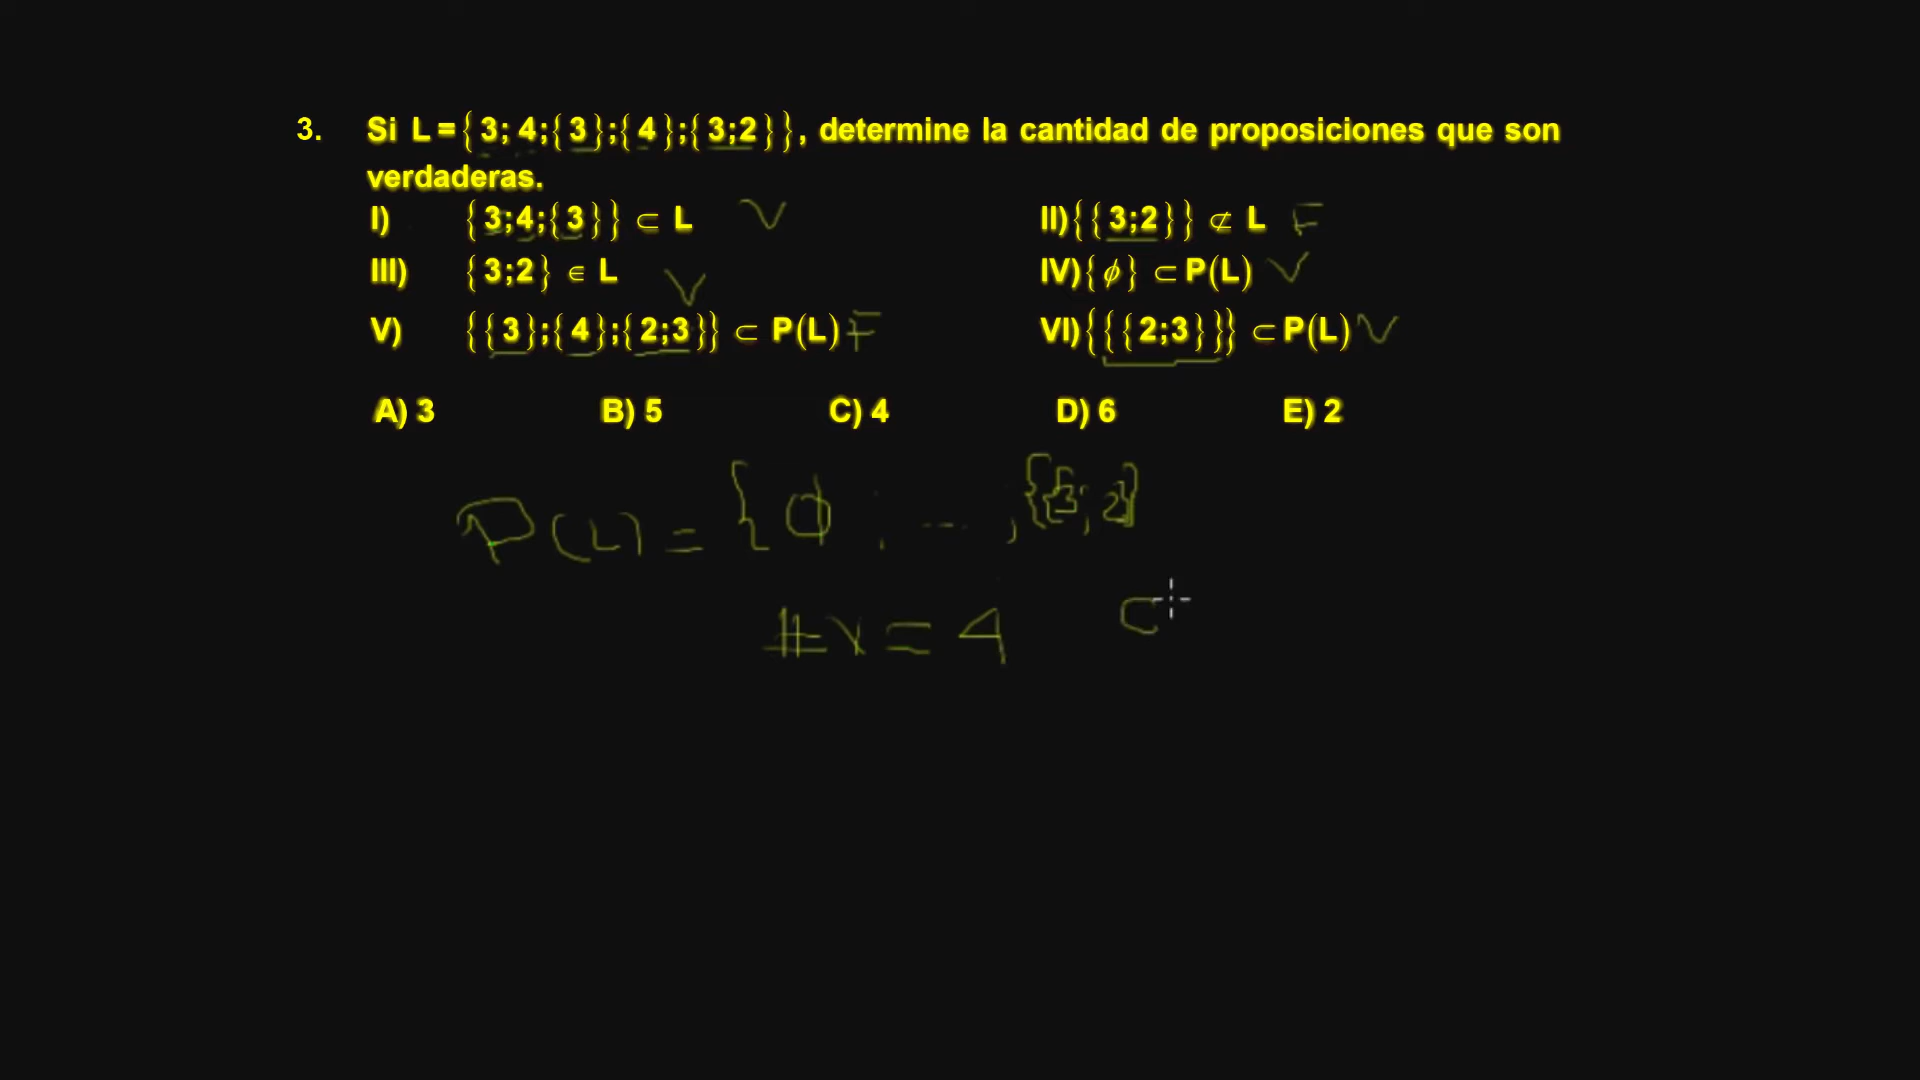 3. Si L={3; 4;{3};{4};{3;2}}, determine la cantidad de proposiciones que son
verdaderas.
I) {3;4;{3}} ⊂ L V II){{3;2}} ⊄ L F
III) {3;2} ∈ L V IV){ϕ} ⊂ P(L) V
V) {{3};{4};{2;3}} ⊂ P(L) F VI){{{2;3}}} ⊂ P(L) V
A) 3 B) 5 C) 4 D) 6 E) 2
P(L) = {ϕ; ... ;{{3;2}}
#V = 4 C